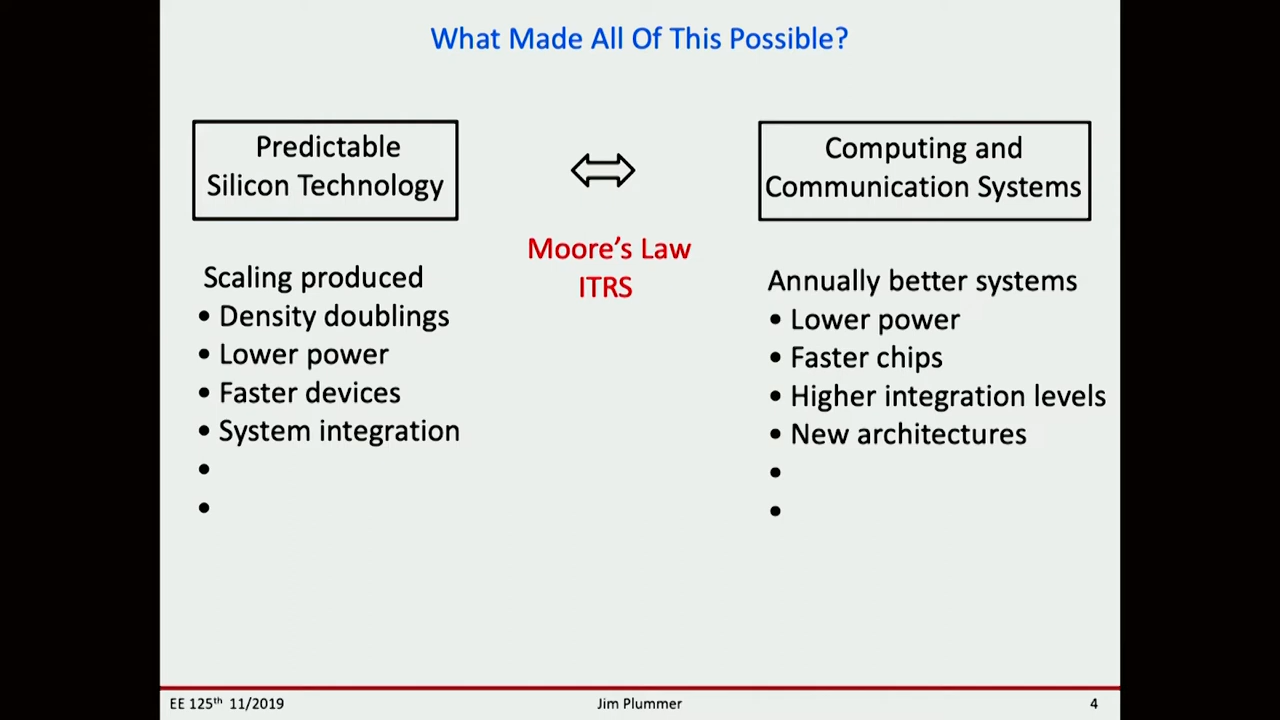 What Made All Of This Possible?
Predictable
Silicon Technology
Computing and
Communication Systems
Moore's Law
ITRS
Scaling produced
• Density doublings
• Lower power
• Faster devices
• System integration
•
•
Annually better systems
• Lower power
• Faster chips
• Higher integration levels
• New architectures
•
•
EE 125th 11/2019
Jim Plummer
4